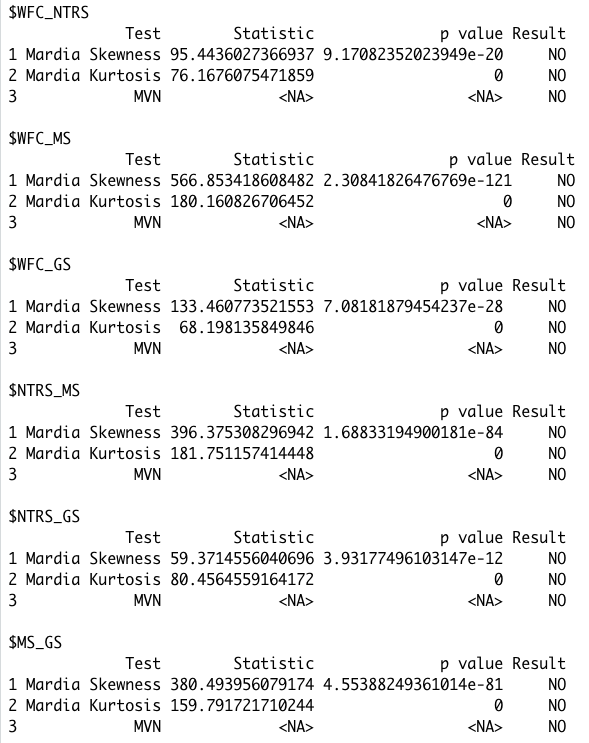 $WFC_NTRS
Test Statistic p value Result
1 Mardia Skewness 95.4436027366937 9.17082352023949e-20 NO
2 Mardia Kurtosis 76.1676075471859 0 NO
3 MVN <NA> <NA> NO
$WFC_MS
Test Statistic p value Result
1 Mardia Skewness 566.853418608482 2.30841826476769e-121 NO
2 Mardia Kurtosis 180.160826706452 0 NO
3 MVN <NA> <NA> NO
$WFC_GS
Test Statistic p value Result
1 Mardia Skewness 133.460773521553 7.08181879454237e-28 NO
2 Mardia Kurtosis 68.198135849846 0 NO
3 MVN <NA> <NA> NO
$NTRS_MS
Test Statistic p value Result
1 Mardia Skewness 396.375308296942 1.68833194900181e-84 NO
2 Mardia Kurtosis 181.751157414448 0 NO
3 MVN <NA> <NA> NO
$NTRS_GS
Test Statistic p value Result
1 Mardia Skewness 59.3714556040696 3.93177496103147e-12 NO
2 Mardia Kurtosis 80.4564559164172 0 NO
3 MVN <NA> <NA> NO
$MS_GS
Test Statistic p value Result
1 Mardia Skewness 380.493956079174 4.55388249361014e-81 NO
2 Mardia Kurtosis 159.791721710244 0 NO
3 MVN <NA> <NA> NO